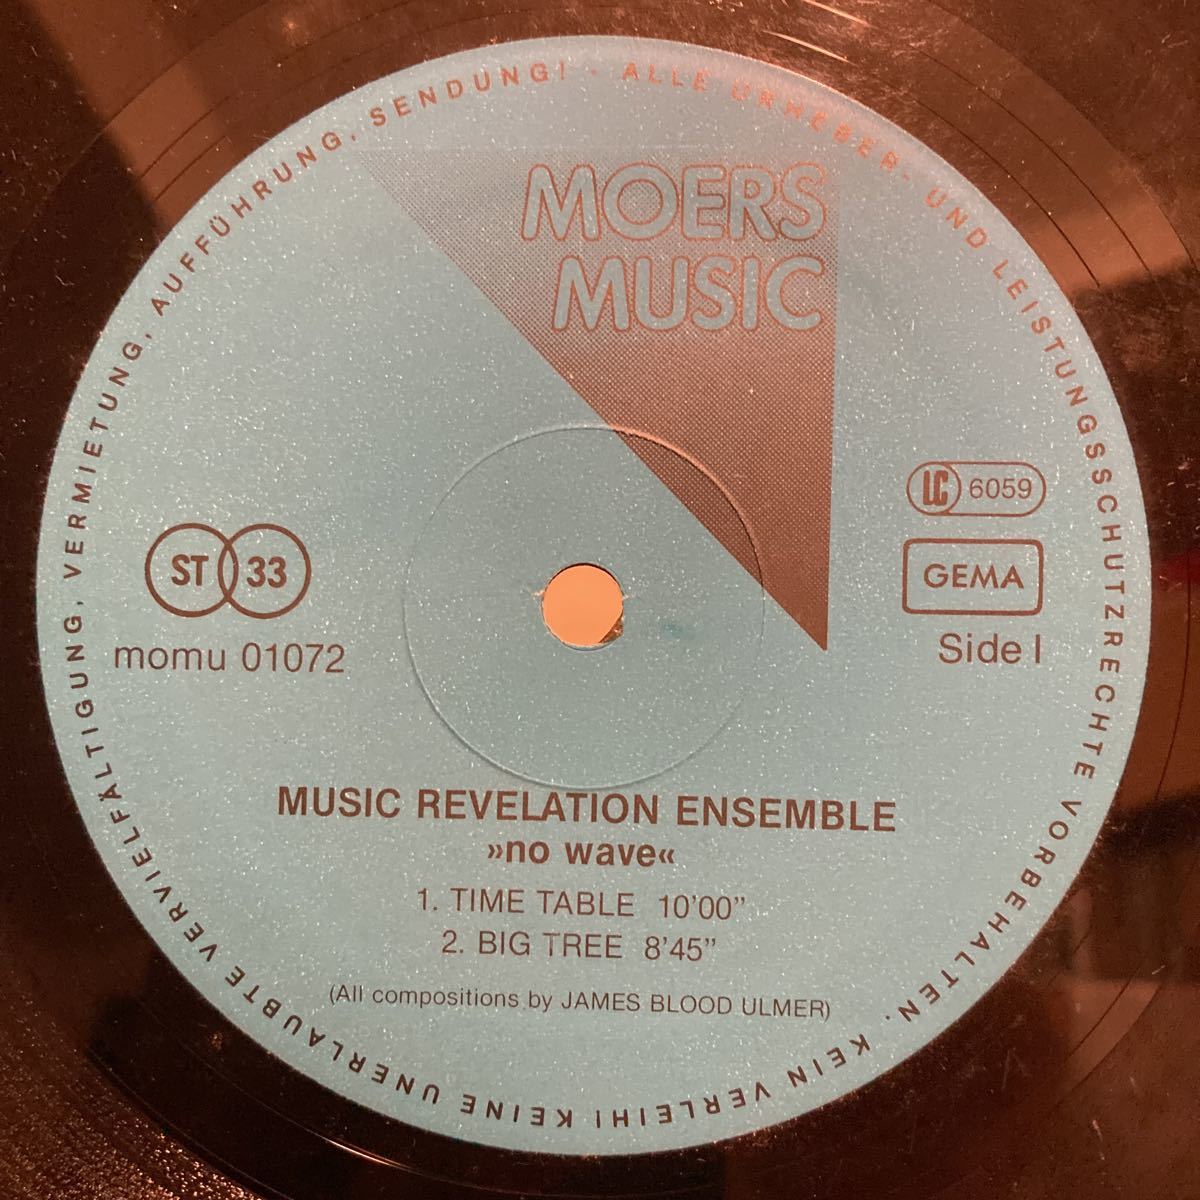 ALLE URHEBER- UND LEISTUNGSSCHUTZRECHTE VORBEHALTEN. KEIN VERLEIH! KEINE UNERLAUBTE VERVIELFÄLTIGUNG, VERMIETUNG, AUFFÜHRUNG, SENDUNG! ·
MOERS
MUSIC
LC 6059
ST 33
GEMA
momu 01072
Side I
MUSIC REVELATION ENSEMBLE
»no wave«
1. TIME TABLE 10'00"
2. BIG TREE 8'45"
(All compositions by JAMES BLOOD ULMER)